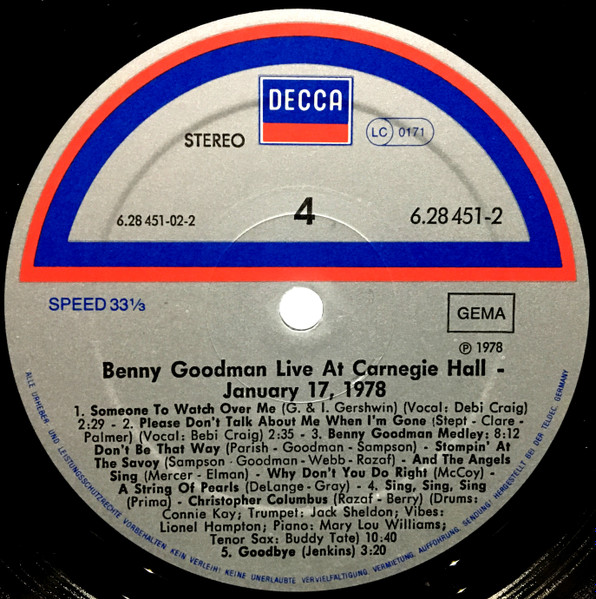 DECCA
STEREO
LC 0171
6.28 451-02-2
4
6.28 451-2
SPEED 33⅓
GEMA
℗ 1978
Benny Goodman Live At Carnegie Hall -
January 17, 1978
1. Someone To Watch Over Me (G. & I. Gershwin) (Vocal: Debi Craig)
2:29 - 2. Please Don't Talk About Me When I'm Gone (Stept - Clare -
Palmer) (Vocal: Bebi Craig) 2:35 - 3. Benny Goodman Medley: 8:12
Don't Be That Way (Parish - Goodman - Sampson) - Stompin' At
The Savoy (Sampson - Goodman - Webb - Razaf) - And The Angels
Sing (Mercer - Elman) - Why Don't You Do Right (McCoy) -
A String Of Pearls (DeLange - Gray) - 4. Sing, Sing, Sing
(Prima) - Christopher Columbus (Razaf - Berry) (Drums:
Connie Kay; Trumpet: Jack Sheldon; Vibes:
Lionel Hampton; Piano: Mary Lou Williams;
Tenor Sax: Buddy Tate) 10:40
5. Goodbye (Jenkins) 3:20
ALLE URHEBER- UND LEISTUNGSSCHUTZRECHTE VORBEHALTEN KEIN VERLEIH! KEINE UNERLAUBTE VERVIELFÄLTIGUNG, VERMIETUNG, AUFFÜHRUNG, SENDUNG! HERGESTELLT BEI DER TELDEC, GERMANY